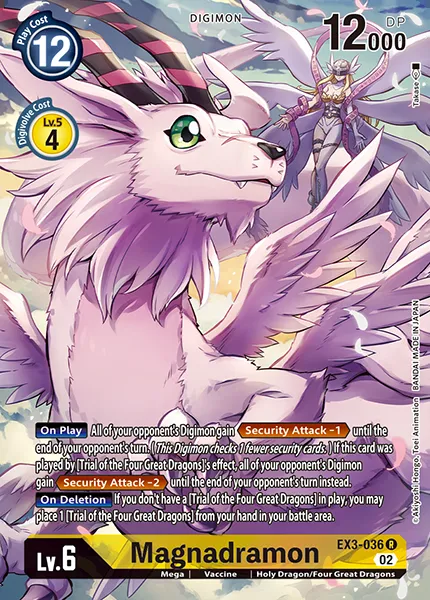 Play Cost
12
DIGIMON
12000
DP
Digivolve Cost
Lv.5
4
Takase
On Play All of your opponent's Digimon gain Security Attack -1 until the
end of your opponent's turn. (This Digimon checks 1 fewer security cards.) If this card was
played by [Trial of the Four Great Dragons]'s effect, all of your opponent's Digimon
gain Security Attack -2 until the end of your opponent's turn instead.
On Deletion If you don't have a [Trial of the Four Great Dragons] in play, you may
place 1 [Trial of the Four Great Dragons] from your hand in your battle area.
©Akiyoshi Hongo, Toei Animation BANDAI MADE IN JAPAN
Lv.6
Magnadramon
EX3-036 R
02
Mega | Vaccine | Holy Dragon/Four Great Dragons